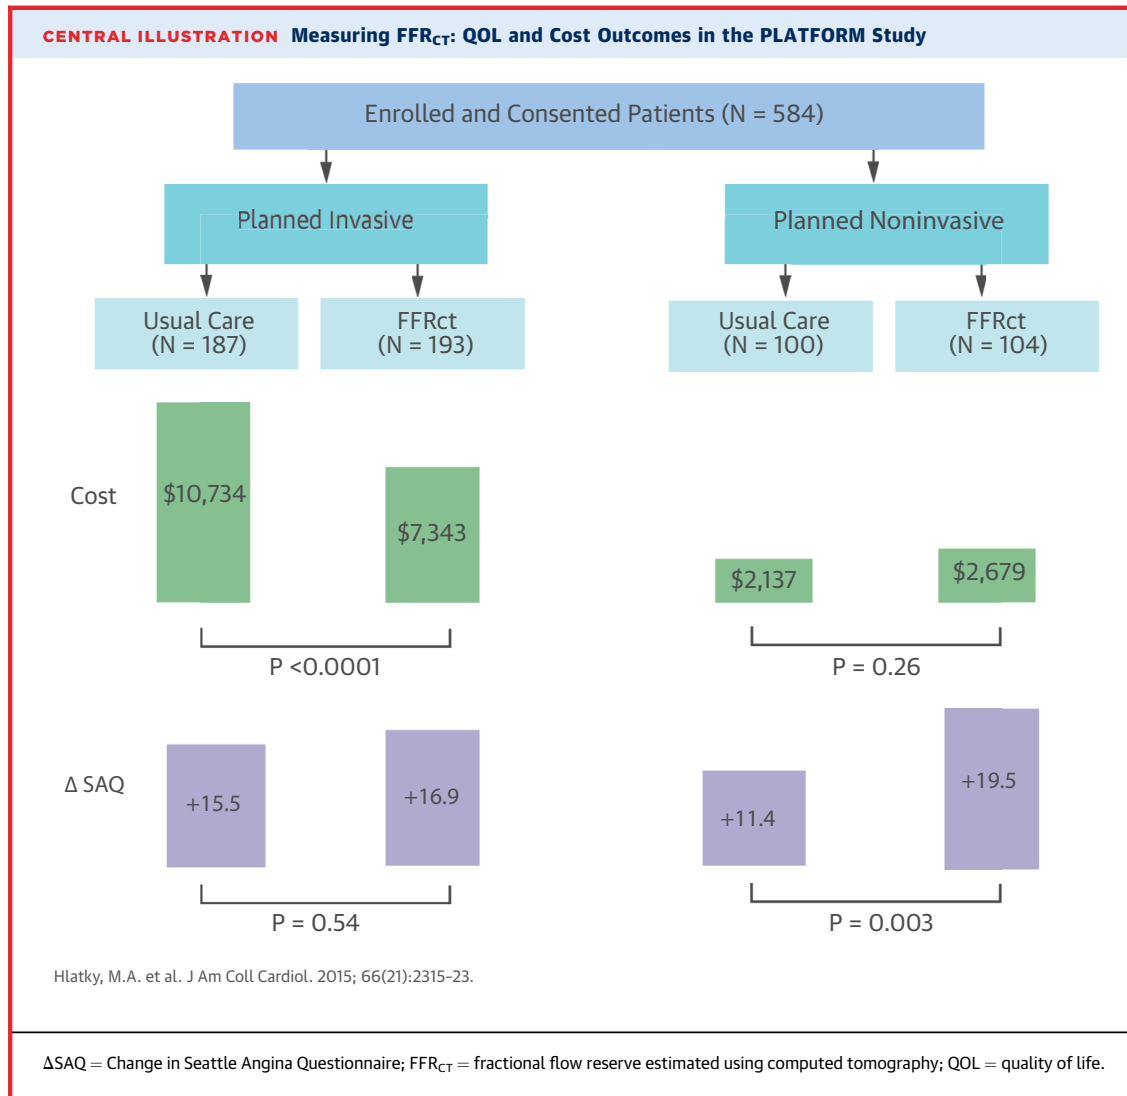 CENTRAL ILLUSTRATION Measuring FFRCT: QOL and Cost Outcomes in the PLATFORM Study
Enrolled and Consented Patients (N = 584)
Planned Invasive
Planned Noninvasive
Usual Care
(N = 187)
FFRct
(N = 193)
Usual Care
(N = 100)
FFRct
(N = 104)
Cost
$10,734
$7,343
$2,137
$2,679
P <0.0001
P = 0.26
Δ SAQ
+15.5
+16.9
+11.4
+19.5
P = 0.54
P = 0.003
Hlatky, M.A. et al. J Am Coll Cardiol. 2015; 66(21):2315–23.
ΔSAQ = Change in Seattle Angina Questionnaire; FFRCT = fractional flow reserve estimated using computed tomography; QOL = quality of life.